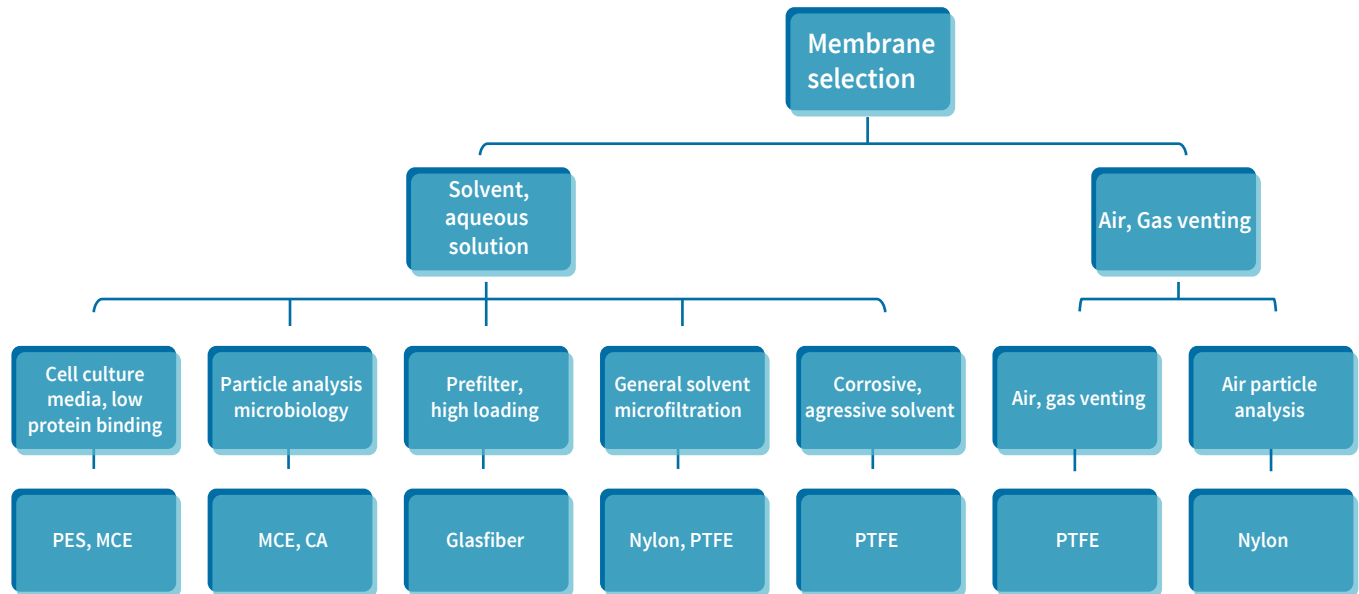 Membrane
selection
Solvent,
aqueous
solution
Air, Gas venting
Cell culture
media, low
protein binding
Particle analysis
microbiology
Prefilter,
high loading
General solvent
microfiltration
Corrosive,
agressive solvent
Air, gas venting
Air particle
analysis
PES, MCE
MCE, CA
Glasfiber
Nylon, PTFE
PTFE
PTFE
Nylon